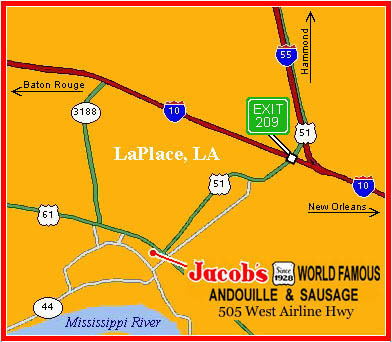 55
Hammond
Baton Rouge
10
EXIT
209
3188
51
LaPlace, LA
51
10
New Orleans
61
Jacob's
Since
1928
WORLD FAMOUS
ANDOUILLE & SAUSAGE
505 West Airline Hwy
44
Mississippi River